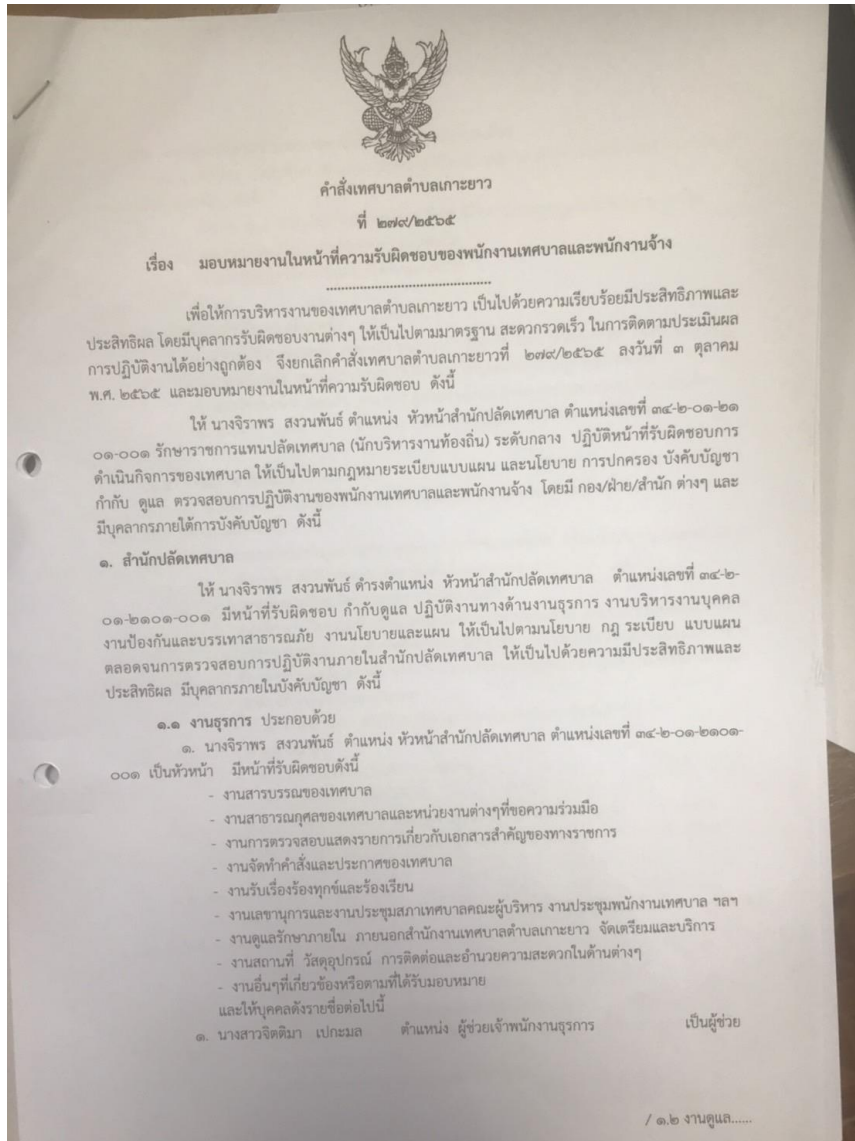 คำสั่งเทศบาลตำบลเกาะยาว
ที่ ๒๗๙/๒๕๖๕
เรื่อง มอบหมายงานในหน้าที่ความรับผิดชอบของพนักงานเทศบาลและพนักงานจ้าง
............................................
เพื่อให้การบริหารงานของเทศบาลตำบลเกาะยาว เป็นไปด้วยความเรียบร้อยมีประสิทธิภาพและ
ประสิทธิผล โดยมีบุคลากรรับผิดชอบงานต่างๆ ให้เป็นไปตามมาตรฐาน สะดวกรวดเร็ว ในการติดตามประเมินผล
การปฏิบัติงานได้อย่างถูกต้อง จึงยกเลิกคำสั่งเทศบาลตำบลเกาะยาวที่ ๒๗๙/๒๕๖๕ ลงวันที่ ๓ ตุลาคม
พ.ศ. ๒๕๖๕ และมอบหมายงานในหน้าที่ความรับผิดชอบ ดังนี้
ให้ นางจิราพร สงวนพันธ์ ตำแหน่ง หัวหน้าสำนักปลัดเทศบาล ตำแหน่งเลขที่ ๓๔-๒-๐๑-๒๑
๐๑-๐๐๑ รักษาราชการแทนปลัดเทศบาล (นักบริหารงานท้องถิ่น) ระดับกลาง ปฏิบัติหน้าที่รับผิดชอบการ
ดำเนินกิจการของเทศบาล ให้เป็นไปตามกฎหมายระเบียบแบบแผน และนโยบาย การปกครอง บังคับบัญชา
กำกับ ดูแล ตรวจสอบการปฏิบัติงานของพนักงานเทศบาลและพนักงานจ้าง โดยมี กอง/ฝ่าย/สำนัก ต่างๆ และ
มีบุคลากรภายใต้การบังคับบัญชา ดังนี้
๑. สำนักปลัดเทศบาล
ให้ นางจิราพร สงวนพันธ์ ดำรงตำแหน่ง หัวหน้าสำนักปลัดเทศบาล ตำแหน่งเลขที่ ๓๔-๒-
๐๑-๒๑๐๑-๐๐๑ มีหน้าที่รับผิดชอบ กำกับดูแล ปฏิบัติงานทางด้านงานธุรการ งานบริหารงานบุคคล
งานป้องกันและบรรเทาสาธารณภัย งานนโยบายและแผน ให้เป็นไปตามนโยบาย กฎ ระเบียบ แบบแผน
ตลอดจนการตรวจสอบการปฏิบัติงานภายในสำนักปลัดเทศบาล ให้เป็นไปด้วยความมีประสิทธิภาพและ
ประสิทธิผล มีบุคลากรภายในบังคับบัญชา ดังนี้
๑.๑ งานธุรการ ประกอบด้วย
๑. นางจิราพร สงวนพันธ์ ตำแหน่ง หัวหน้าสำนักปลัดเทศบาล ตำแหน่งเลขที่ ๓๔-๒-๐๑-๒๑๐๑-
๐๐๑ เป็นหัวหน้า มีหน้าที่รับผิดชอบดังนี้
- งานสารบรรณของเทศบาล
- งานสาธารณกุศลของเทศบาลและหน่วยงานต่างๆที่ขอความร่วมมือ
- งานการตรวจสอบแสดงรายการเกี่ยวกับเอกสารสำคัญของทางราชการ
- งานจัดทำคำสั่งและประกาศของเทศบาล
- งานรับเรื่องร้องทุกข์และร้องเรียน
- งานเลขานุการและงานประชุมสภาเทศบาลคณะผู้บริหาร งานประชุมพนักงานเทศบาล ฯลฯ
- งานดูแลรักษาภายใน ภายนอกสำนักงานเทศบาลตำบลเกาะยาว จัดเตรียมและบริการ
- งานสถานที่ วัสดุอุปกรณ์ การติดต่อและอำนวยความสะดวกในด้านต่างๆ
- งานอื่นๆที่เกี่ยวข้องหรือตามที่ได้รับมอบหมาย
และให้บุคคลดังรายชื่อต่อไปนี้
๑. นางสาวจิตติมา เปกะมล ตำแหน่ง ผู้ช่วยเจ้าพนักงานธุรการ เป็นผู้ช่วย
/ ๑.๒ งานดูแล......